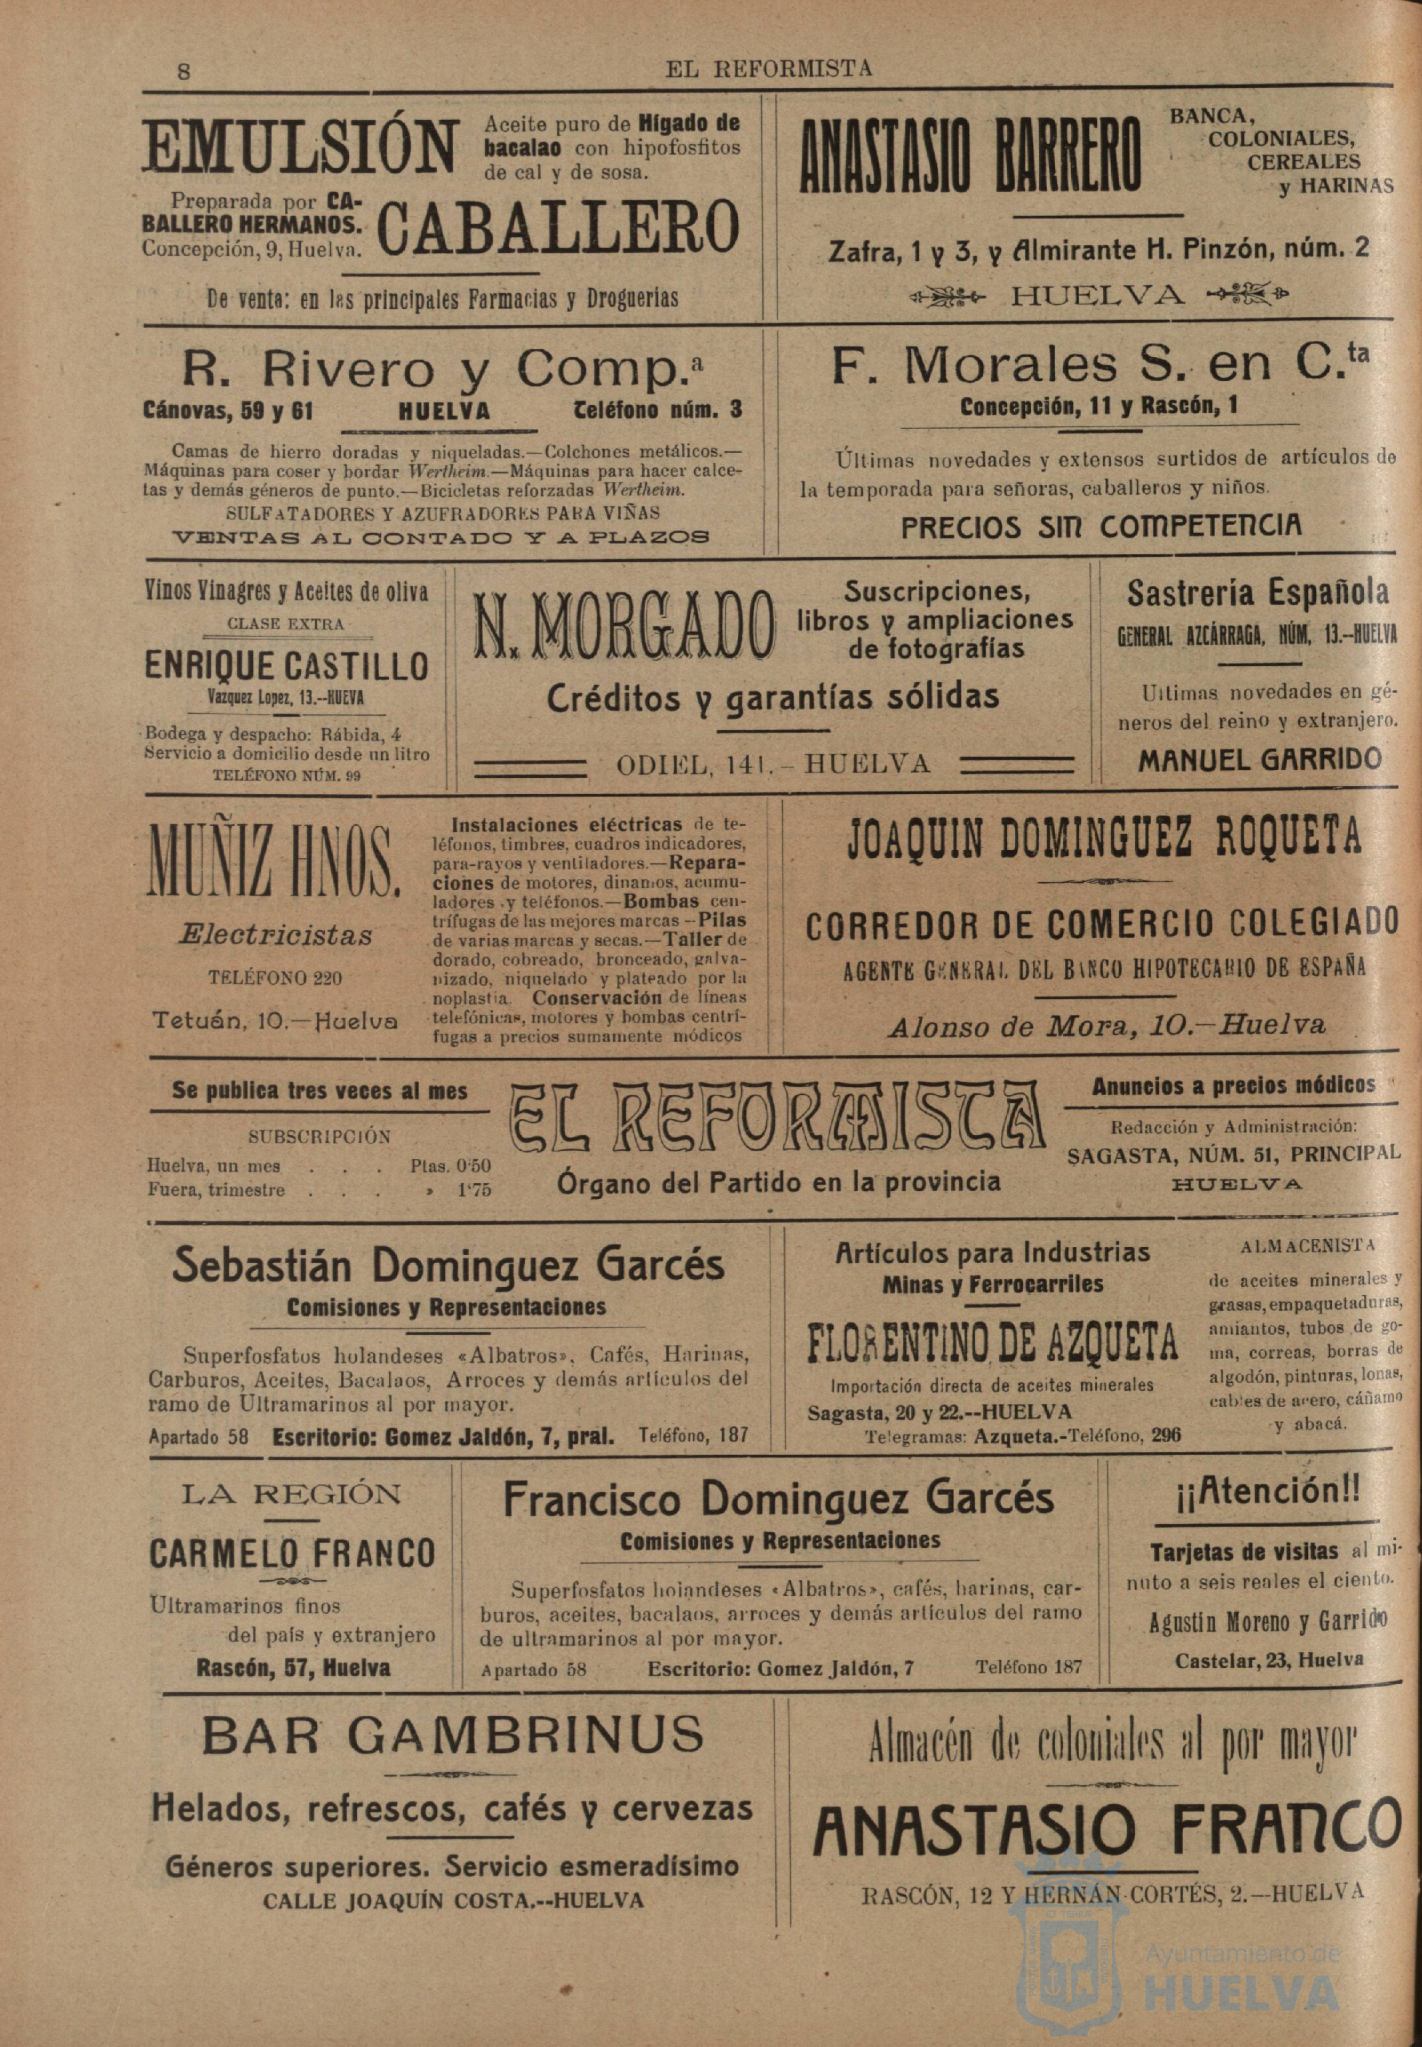 8
EL REFORMISTA
EMULSIÓN
Aceite puro de Hígado de
bacalao con hipofosfitos
de cal y de sosa.
Preparada por CA-
BALLERO HERMANOS.
Concepción, 9, Huelva.
CABALLERO
De venta: en las principales Farmacias y Droguerias
ANASTASIO BARRERO
BANCA,
COLONIALES,
CEREALES
y HARINAS
Zafra, 1 y 3, y Almirante H. Pinzón, núm. 2
HUELVA
R. Rivero y Comp.ª
Cánovas, 59 y 61 HUELVA Teléfono núm. 3
Camas de hierro doradas y niqueladas.—Colchones metálicos.—
Máquinas para coser y bordar Wertheim.—Máquinas para hacer calce-
tas y demás géneros de punto.—Bicicletas reforzadas Wertheim.
SULFATADORES Y AZUFRADORES PARA VIÑAS
VENTAS AL CONTADO Y A PLAZOS
F. Morales S. en C.ta
Concepción, 11 y Rascón, 1
Últimas novedades y extensos surtidos de artículos de
la temporada para señoras, caballeros y niños.
PRECIOS SIN COMPETENCIA
Vinos Vinagres y Aceites de oliva
CLASE EXTRA
ENRIQUE CASTILLO
Vazquez Lopez, 13.--HUEVA
Bodega y despacho: Rábida, 4
Servicio a domicilio desde un litro
TELÉFONO NÚM. 99
N. MORGADO
Suscripciones,
libros y ampliaciones
de fotografías
Créditos y garantías sólidas
ODIEL, 141.- HUELVA
Sastrería Española
GENERAL AZCÁRRAGA, NÚM, 13.--HUELVA
Ultimas novedades en gé-
neros del reino y extranjero.
MANUEL GARRIDO
MUÑIZ HNOS.
Electricistas
TELÉFONO 220
Tetuán, 10.—Huelva
Instalaciones eléctricas de te-
léfonos, timbres, cuadros indicadores,
para-rayos y ventiladores.—Repara-
ciones de motores, dinamos, acumu-
ladores y teléfonos.—Bombas cen-
trífugas de las mejores marcas -Pilas
de varias marcas y secas.—Taller de
dorado, cobreado, bronceado, galva-
nizado, niquelado y plateado por la
noplastia. Conservación de líneas
telefónicas, motores y bombas centrí-
fugas a precios sumamente módicos
JOAQUIN DOMINGUEZ ROQUETA
CORREDOR DE COMERCIO COLEGIADO
AGENTE GENERAL DEL BANCO HIPOTECARIO DE ESPAÑA
Alonso de Mora, 10.—Huelva
Se publica tres veces al mes
SUBSCRIPCIÓN
Huelva, un mes . . . Ptas. 0'50
Fuera, trimestre . . . » 1'75
EL REFORMISTA
Órgano del Partido en la provincia
Anuncios a precios módicos
Redacción y Administración:
SAGASTA, NÚM. 51, PRINCIPAL
HUELVA
Sebastián Dominguez Garcés
Comisiones y Representaciones
Superfosfatos holandeses «Albatros», Cafés, Harinas,
Carburos, Aceites, Bacalaos, Arroces y demás artículos del
ramo de Ultramarinos al por mayor.
Apartado 58 Escritorio: Gomez Jaldón, 7, pral. Teléfono, 187
Artículos para Industrias
Minas y Ferrocarriles
FLORENTINO DE AZQUETA
Importación directa de aceites minerales
Sagasta, 20 y 22.--HUELVA
Telegramas: Azqueta.-Teléfono, 296
ALMACENISTA
de aceites minerales y
grasas, empaquetaduras,
amiantos, tubos de go-
ma, correas, borras de
algodón, pinturas, lonas,
cables de acero, cáñamo
y abacá.
LA REGIÓN
CARMELO FRANCO
Ultramarinos finos
del país y extranjero
Rascón, 57, Huelva
Francisco Dominguez Garcés
Comisiones y Representaciones
Superfosfatos holandeses «Albatros», cafés, harinas, car-
buros, aceites, bacalaos, arroces y demás artículos del ramo
de ultramarinos al por mayor.
Apartado 58 Escritorio: Gomez Jaldón, 7 Teléfono 187
¡¡Atención!!
Tarjetas de visitas al mi-
nuto a seis reales el ciento.
Agustin Moreno y Garrido
Castelar, 23, Huelva
BAR GAMBRINUS
Helados, refrescos, cafés y cervezas
Géneros superiores. Servicio esmeradísimo
CALLE JOAQUÍN COSTA.--HUELVA
Almacén de coloniales al por mayor
ANASTASIO FRANCO
RASCÓN, 12 Y HERNÁN CORTÉS, 2.—HUELVA
Ayuntamiento de
HUELVA